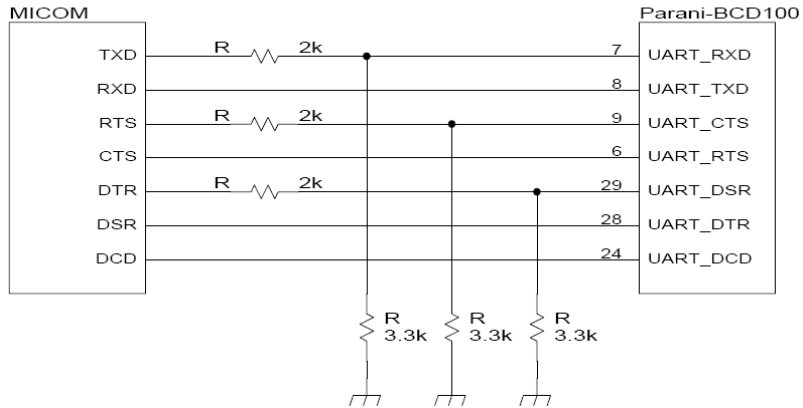 MICOM Parani-BCD100
TXD R 2k 7 UART_RXD
RXD 8 UART_TXD
RTS R 2k 9 UART_CTS
CTS 6 UART_RTS
DTR R 2k 29 UART_DSR
DSR 28 UART_DTR
DCD 24 UART_DCD
R R R
3.3k 3.3k 3.3k